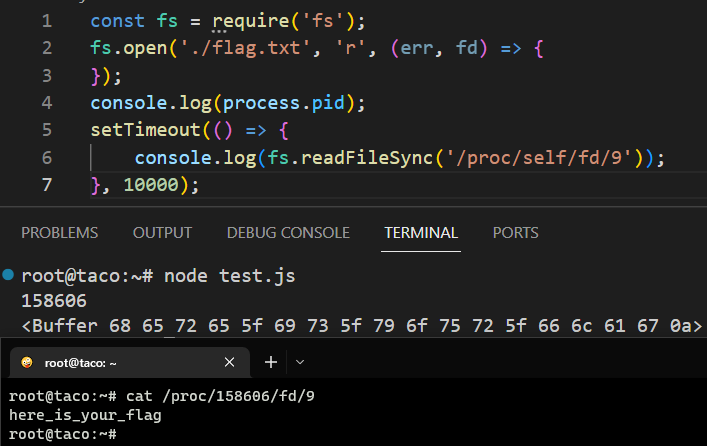 1 const fs = require('fs');
2 fs.open('./flag.txt', 'r', (err, fd) => {
3 });
4 console.log(process.pid);
5 setTimeout(() => {
6 console.log(fs.readFileSync('/proc/self/fd/9'));
7 }, 10000);
PROBLEMS OUTPUT DEBUG CONSOLE TERMINAL PORTS
root@taco:~# node test.js
158606
<Buffer 68 65 72 65 5f 69 73 5f 79 6f 75 72 5f 66 6c 61 67 0a>
root@taco: ~
root@taco:~# cat /proc/158606/fd/9
here_is_your_flag
root@taco:~#